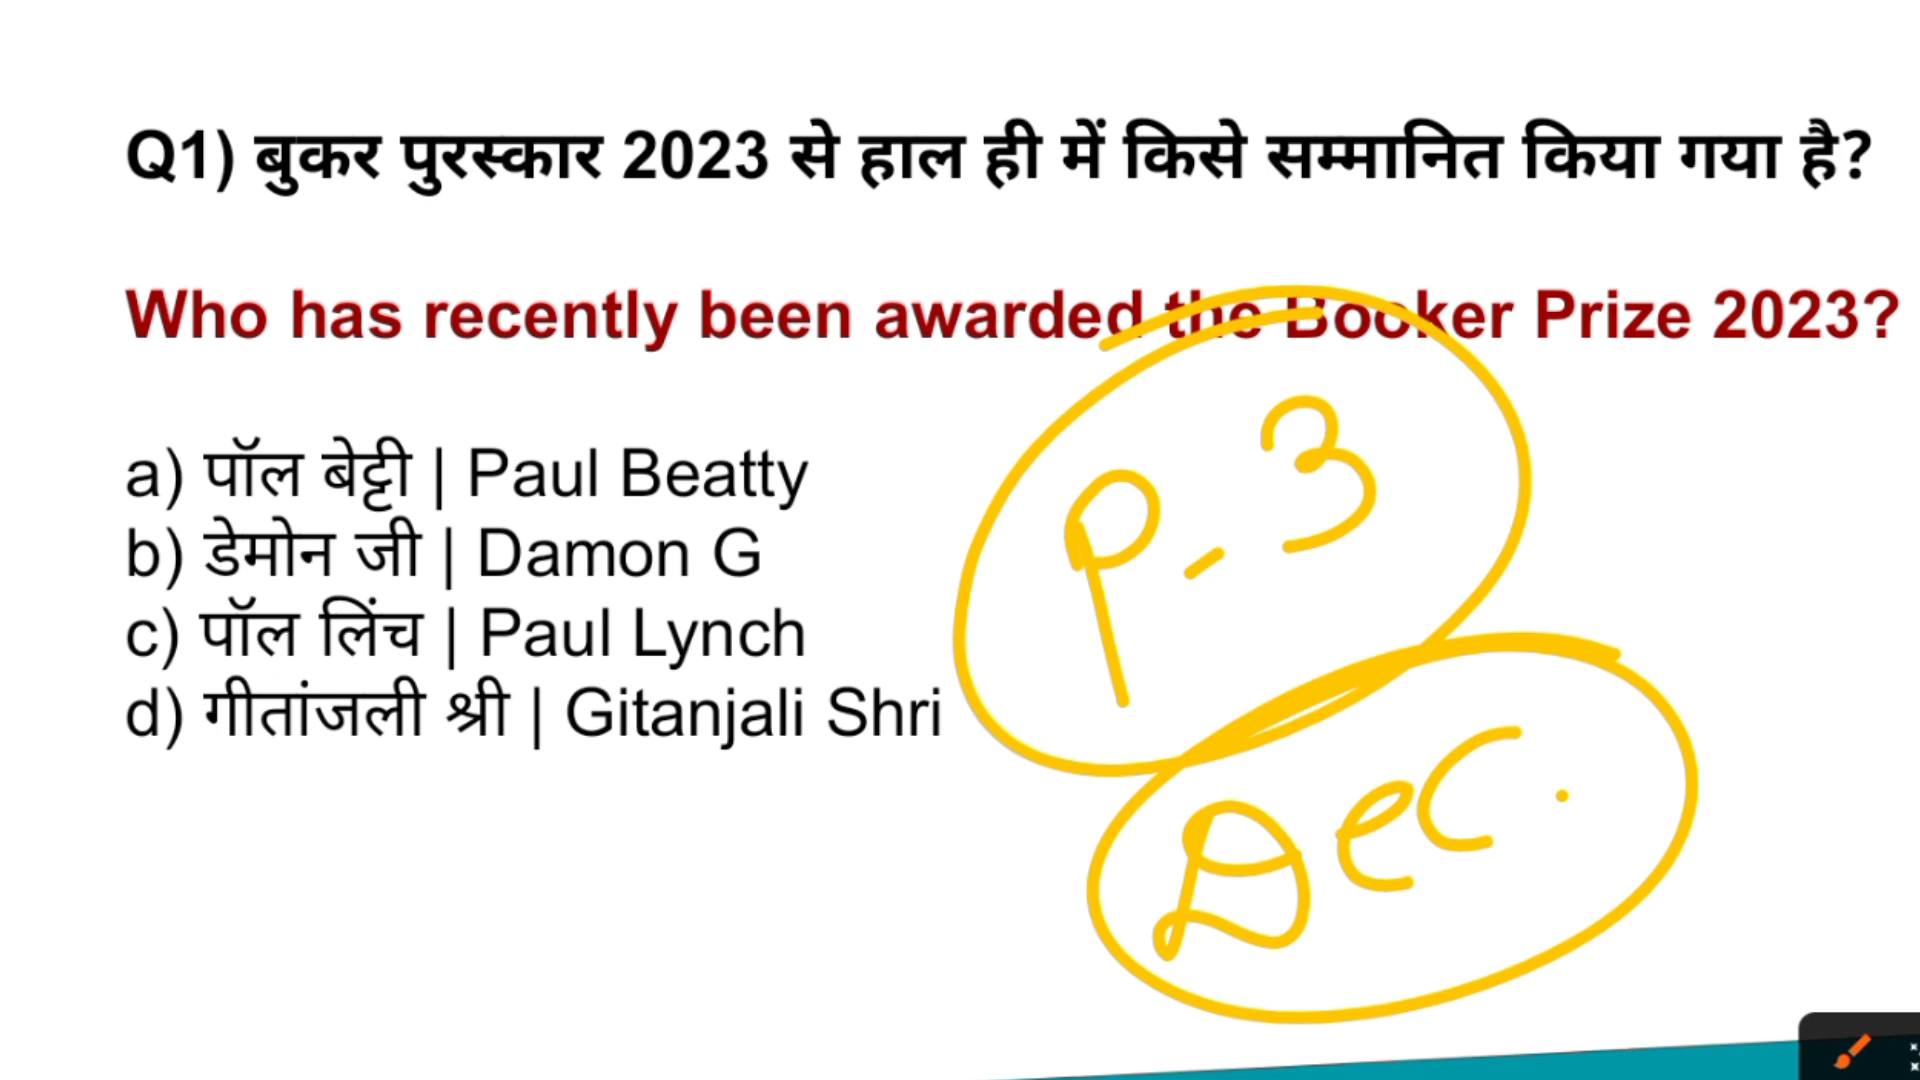 Q1) बुकर पुरस्कार 2023 से हाल ही में किसे सम्मानित किया गया है?
Who has recently been awarded the Booker Prize 2023?
a) पॉल बेट्टी | Paul Beatty
b) डेमोन जी | Damon G
c) पॉल लिंच | Paul Lynch
d) गीतांजली श्री | Gitanjali Shri
P-3
Dec.